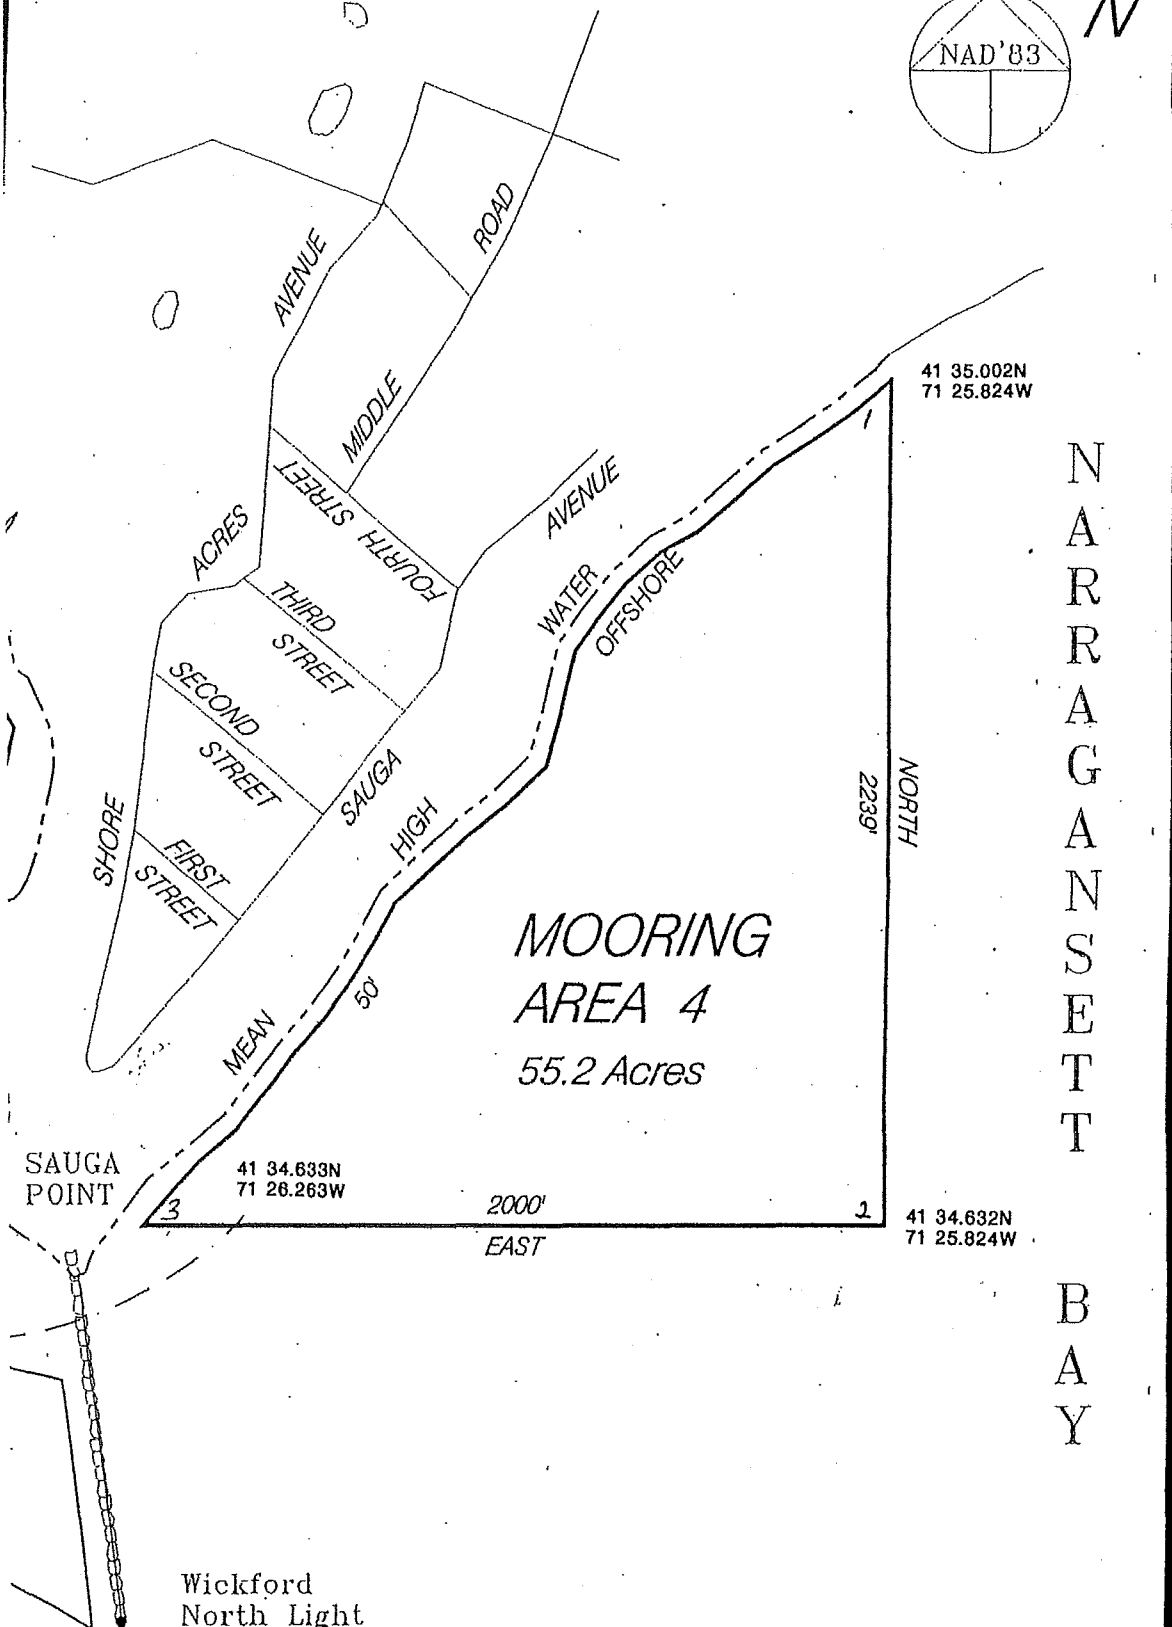 N
NAD'83
AVENUE
ROAD
MIDDLE
FOURTH STREET
AVENUE
ACRES
THIRD
STREET
SECOND
STREET
SHORE
FIRST
STREET
SAUGA
WATER
OFFSHORE
HIGH
MEAN
50'
41 35.002N
71 25.824W
1
NORTH
2239'
NARRAGANSETT
BAY
MOORING
AREA 4
55.2 Acres
SAUGA
POINT
41 34.633N
71 26.263W
3
2000'
EAST
2
41 34.632N
71 25.824W
Wickford
North Light